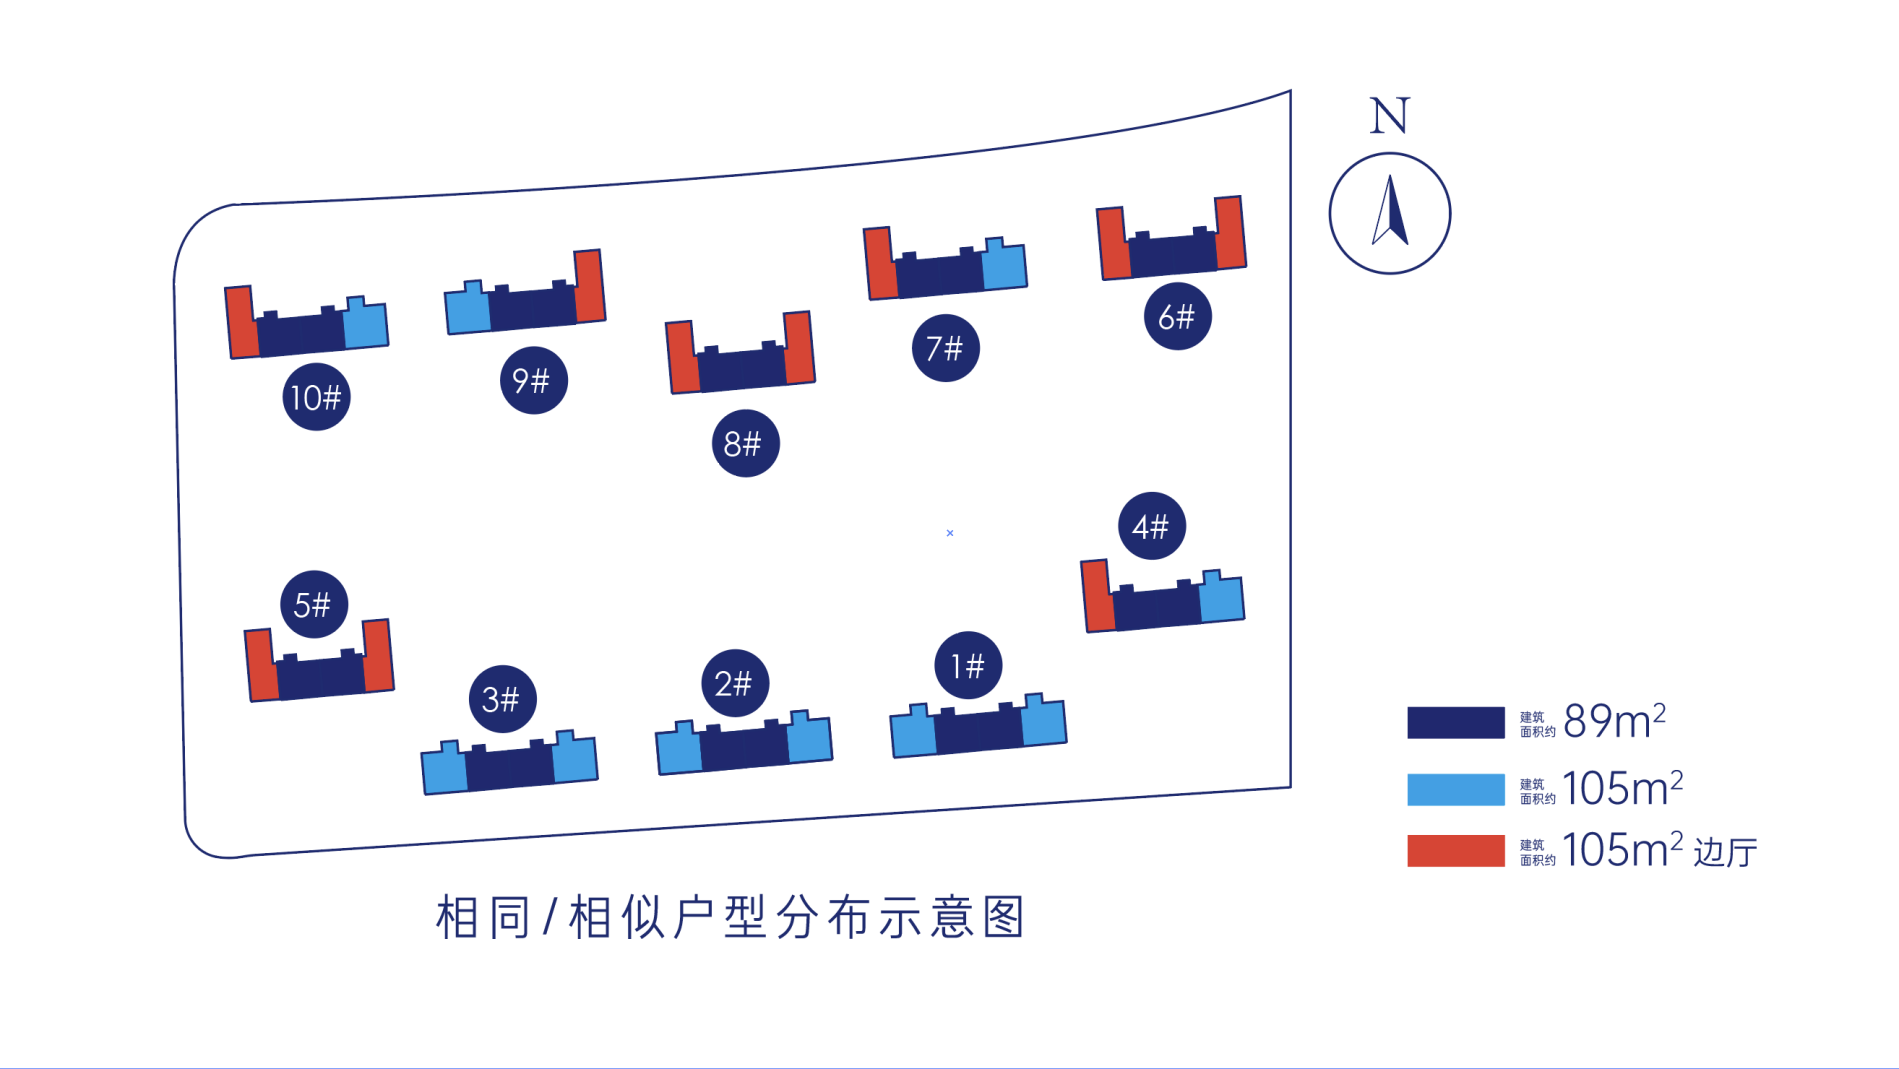 N
6#
7#
9#
10#
8#
4#
5#
1#
2#
3#
建筑
面积约 89m²
建筑
面积约 105m²
建筑
面积约 105m² 边厅
相同/相似户型分布示意图